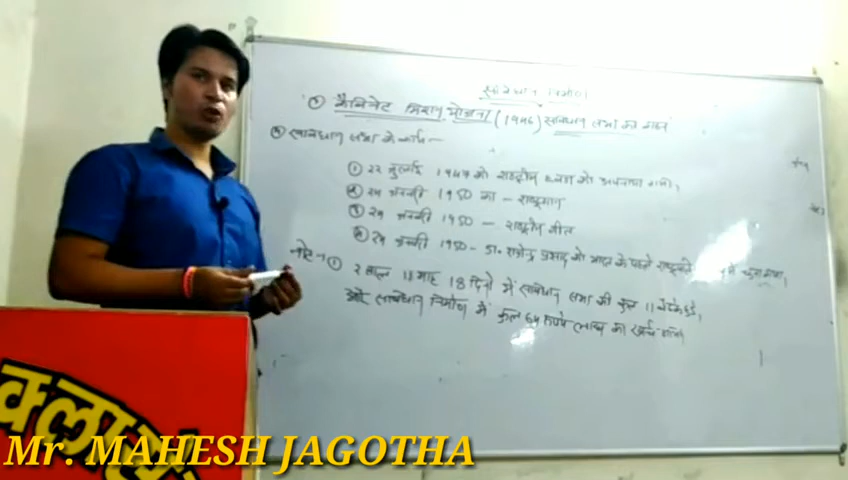 संविधान निर्माण
① कैबिनेट मिशन योजना (1946) संविधान सभा का गठन
संविधान सभा के कार्य -
① 22 जुलाई 1947 को राष्ट्रीय ध्वज को अपनाया गया।
② 24 जनवरी 1950 का - राष्ट्रगान
③ 24 जनवरी 1950 - राष्ट्रीय गीत
④ 24 जनवरी 1950 - डा. राजेन्द्र प्रसाद को भारत के पहले राष्ट्रपति में चुना गया।
नोट → ① 2 साल 11 माह 18 दिनों में संविधान सभा की कुल 11 बैठकें हुई,
और संविधान निर्माण में कुल 64 लाख का खर्च
क्लास
Mr. MAHESH JAGOTHA